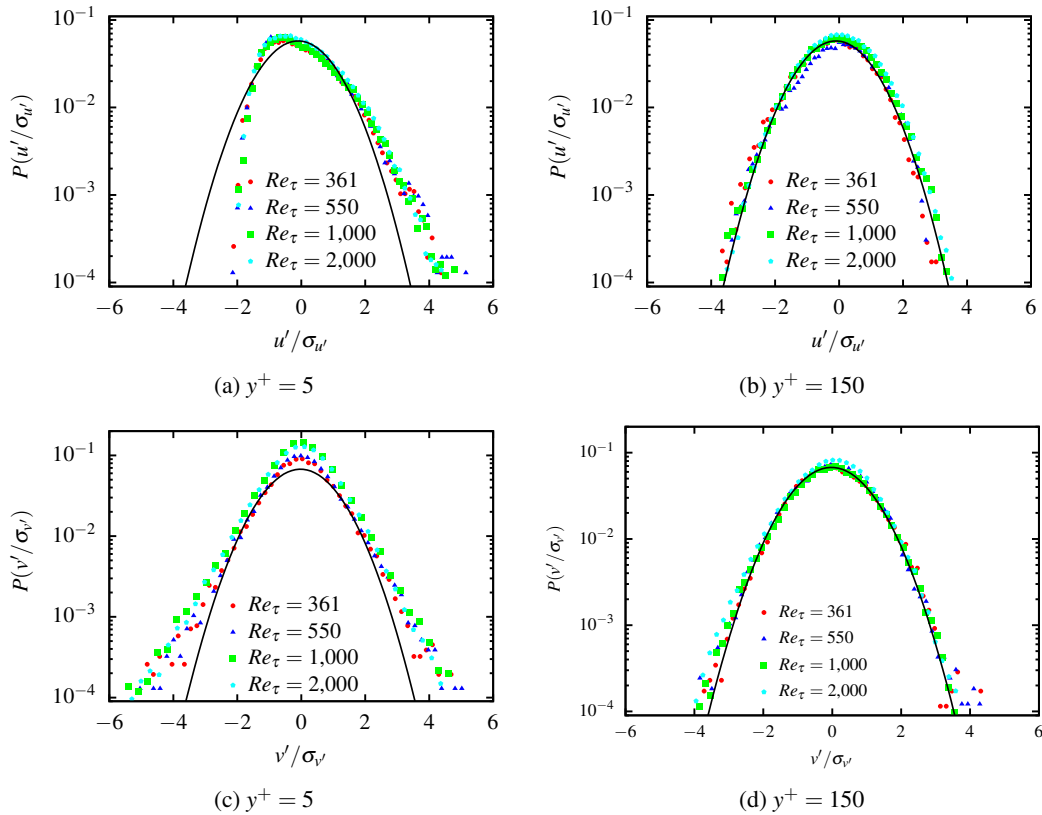 10⁻¹
10⁻²
10⁻³
10⁻⁴
P(u′/σ_u′)
Re_τ = 361
Re_τ = 550
Re_τ = 1,000
Re_τ = 2,000
−6 −4 −2 0 2 4 6
u′/σ_u′
(a) y⁺ = 5
10⁻¹
10⁻²
10⁻³
10⁻⁴
P(u′/σ_u′)
Re_τ = 361
Re_τ = 550
Re_τ = 1,000
Re_τ = 2,000
−6 −4 −2 0 2 4 6
u′/σ_u′
(b) y⁺ = 150
10⁻¹
10⁻²
10⁻³
10⁻⁴
P(v′/σ_v′)
Re_τ = 361
Re_τ = 550
Re_τ = 1,000
Re_τ = 2,000
−6 −4 −2 0 2 4 6
v′/σ_v′
(c) y⁺ = 5
10⁻¹
10⁻²
10⁻³
10⁻⁴
P(v′/σ_v′)
Re_τ = 361
Re_τ = 550
Re_τ = 1,000
Re_τ = 2,000
−6 −4 −2 0 2 4 6
v′/σ_v′
(d) y⁺ = 150